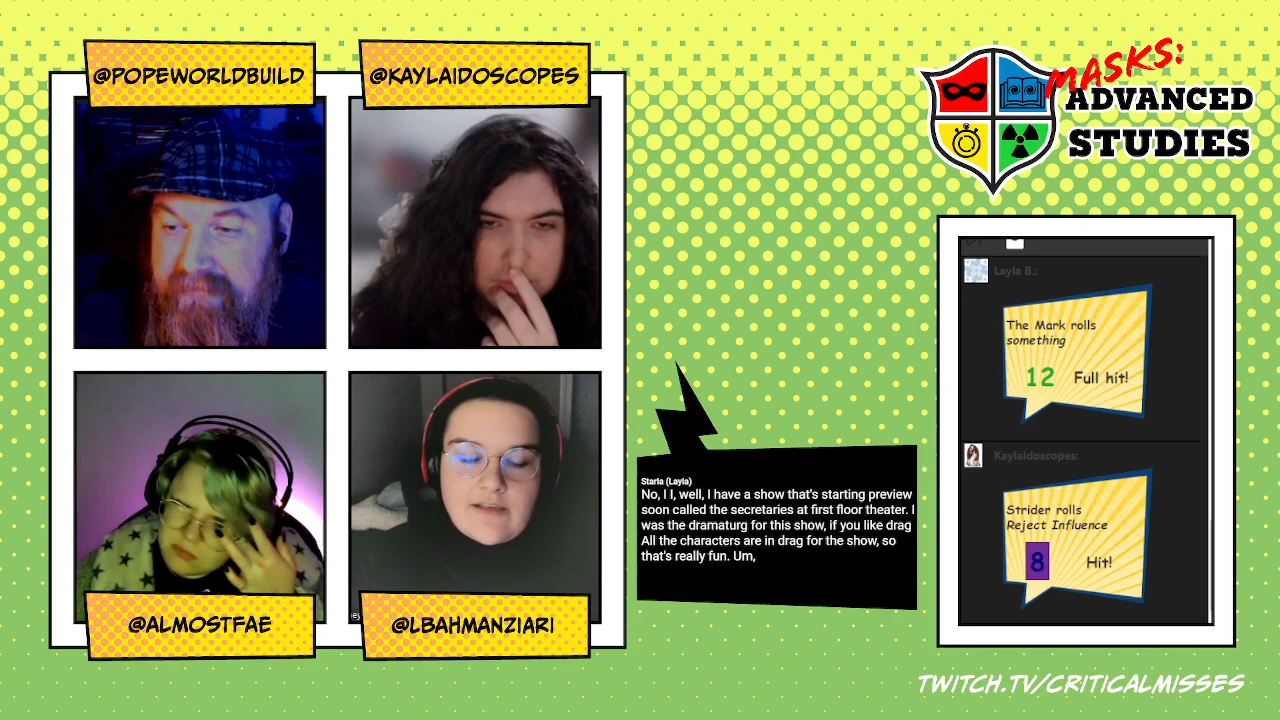 @POPEWORLDBUILD
@KAYLAIDOSCOPES
MASKS:
ADVANCED
STUDIES
Layla B.:
The Mark rolls
something
12 Full hit!
Kaylaidoscopes:
Strider rolls
Reject Influence
8 Hit!
Starla (Layla)
No, I I, well, I have a show that's starting preview
soon called the secretaries at first floor theater. I
was the dramaturg for this show, if you like drag
All the characters are in drag for the show, so
that's really fun. Um,
@ALMOSTFAE
@LBAHMANZIARI
TWITCH.TV/CRITICALMISSES